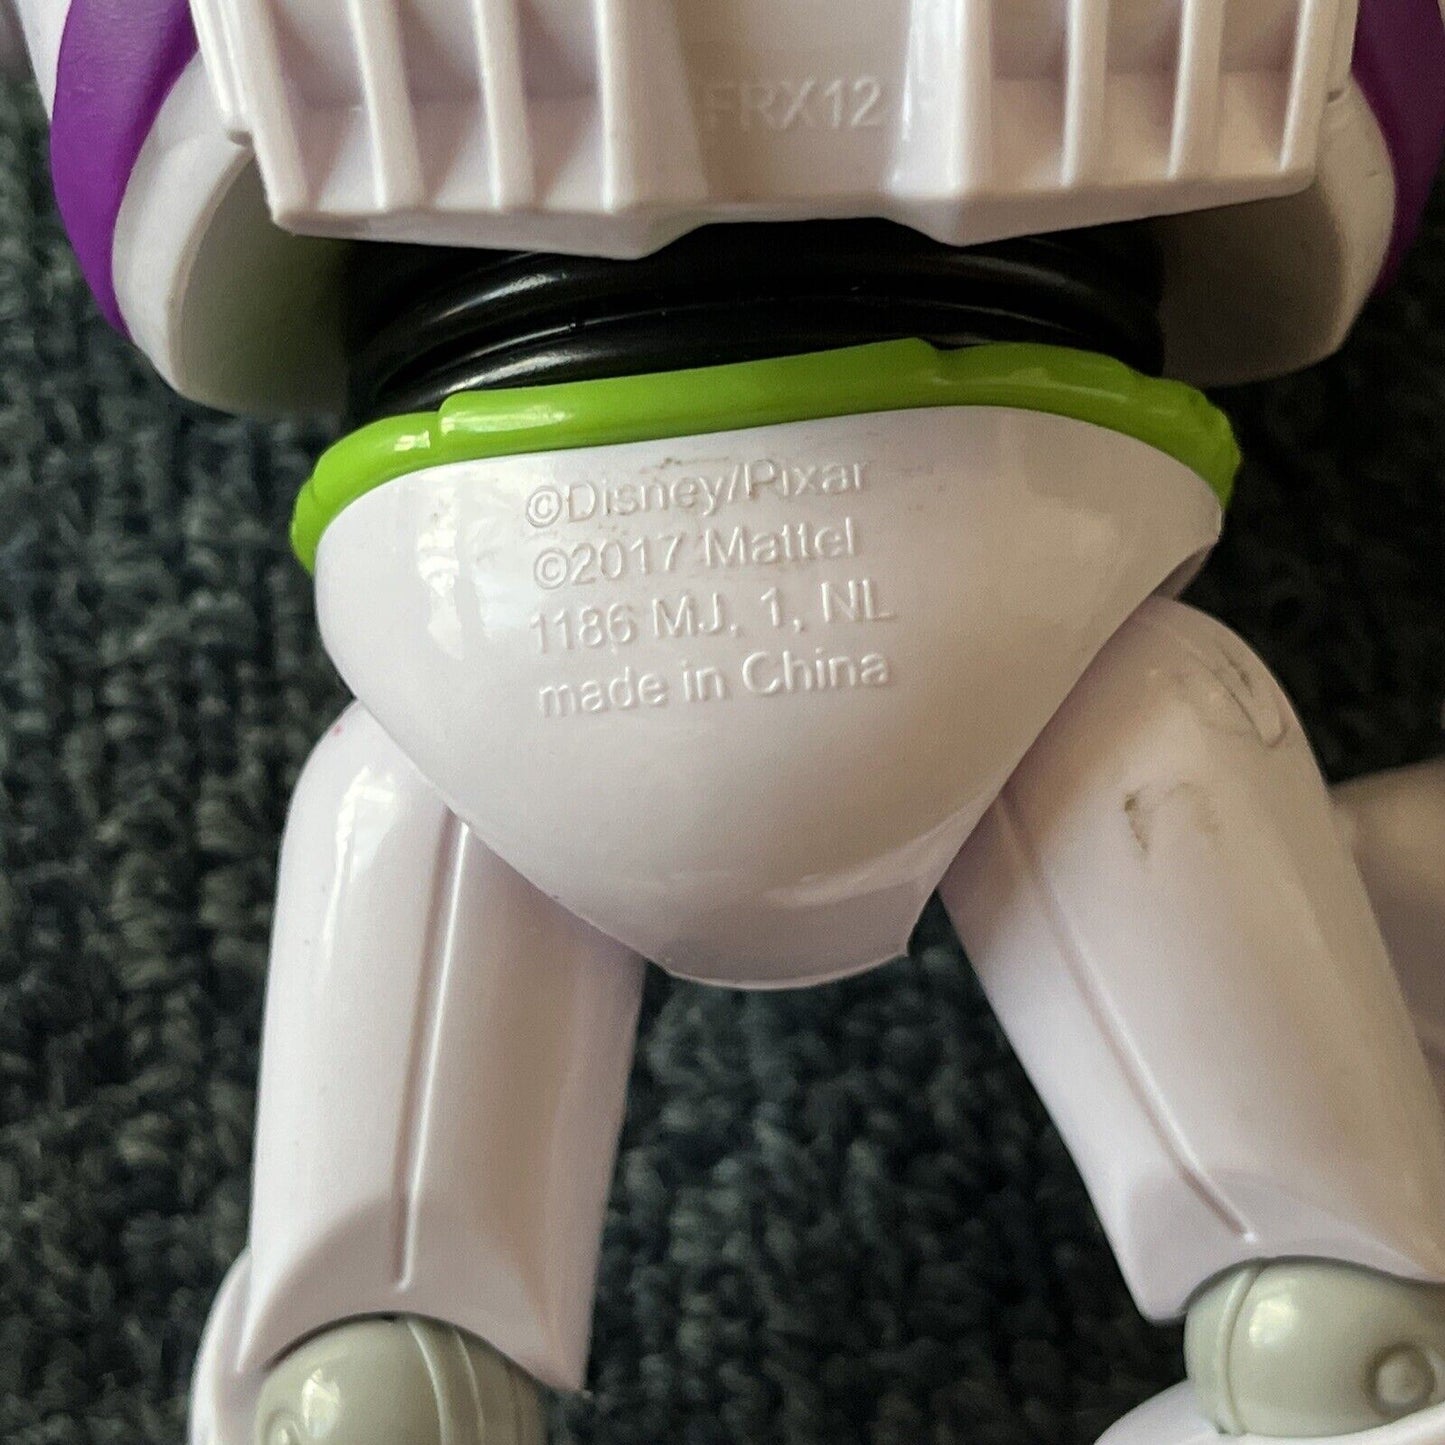 FRX12
©Disney/Pixar
©2017 Mattel
1186 MJ, 1, NL
made in China